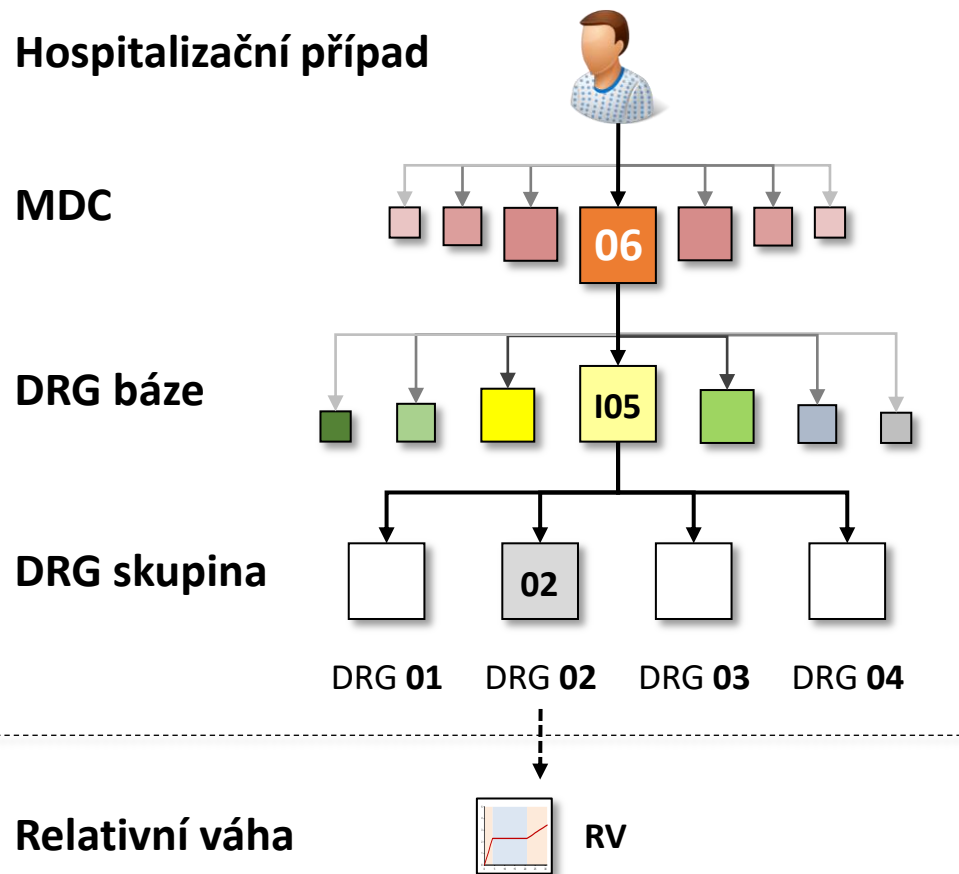 Hospitalizační případ
MDC
06
DRG báze
I05
DRG skupina
02
DRG 01 DRG 02 DRG 03 DRG 04
Relativní váha
RV